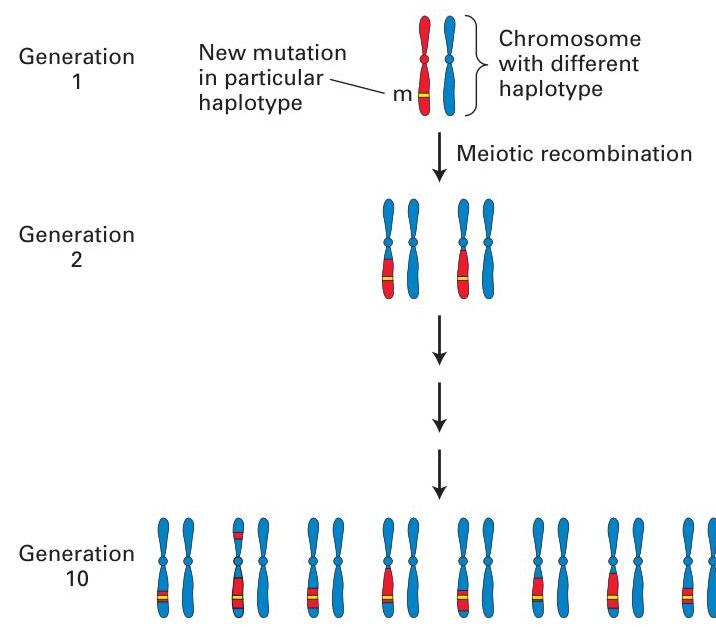 Generation
1
New mutation
in particular
haplotype
m
Chromosome
with different
haplotype
Meiotic recombination
Generation
2
Generation
10